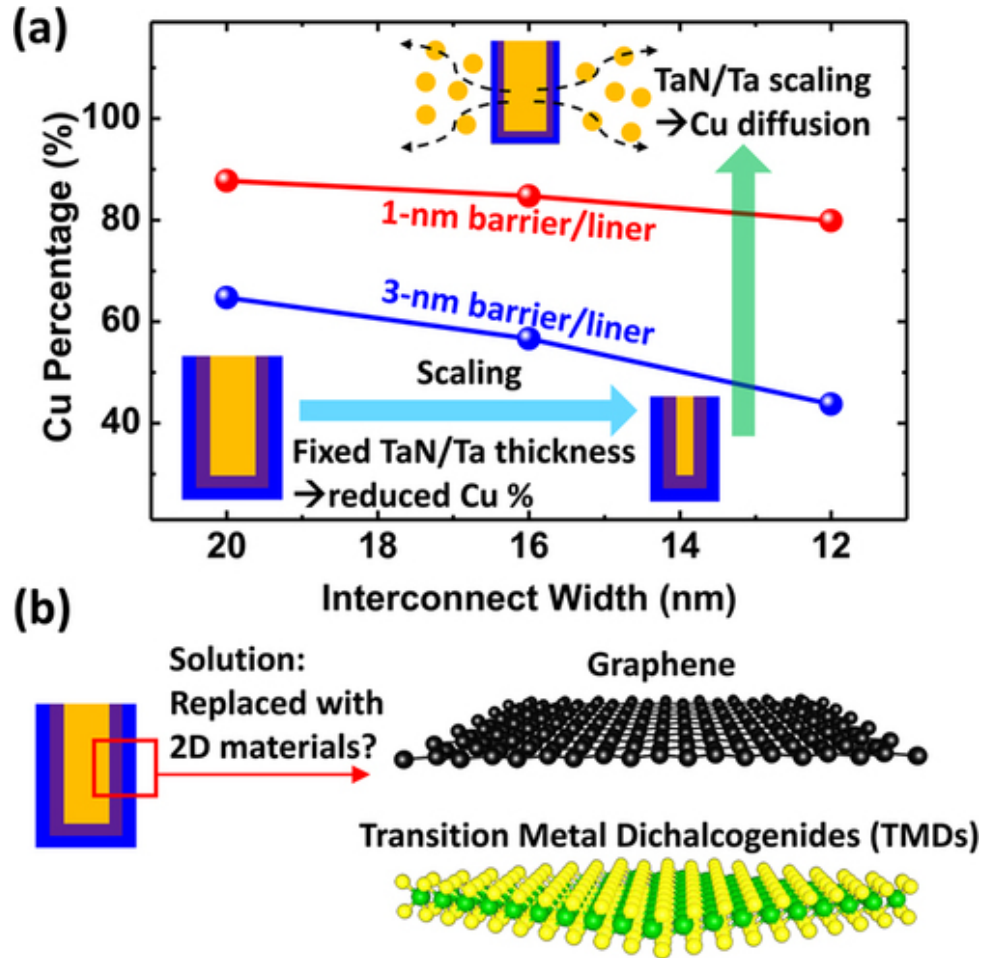 (a)
TaN/Ta scaling
→Cu diffusion
Cu Percentage (%)
100
80
60
40
1-nm barrier/liner
3-nm barrier/liner
Scaling
Fixed TaN/Ta thickness
→reduced Cu %
20
18
16
14
12
Interconnect Width (nm)
(b)
Solution:
Replaced with
2D materials?
Graphene
Transition Metal Dichalcogenides (TMDs)